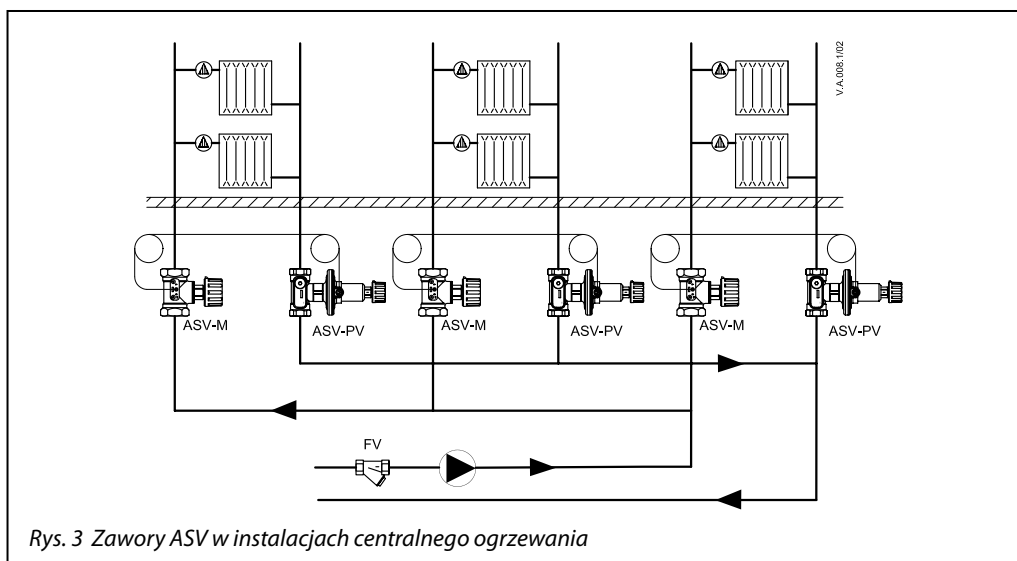 V.A.008.1/02
ASV-M
ASV-PV
ASV-M
ASV-PV
ASV-M
ASV-PV
FV
Rys. 3 Zawory ASV w instalacjach centralnego ogrzewania